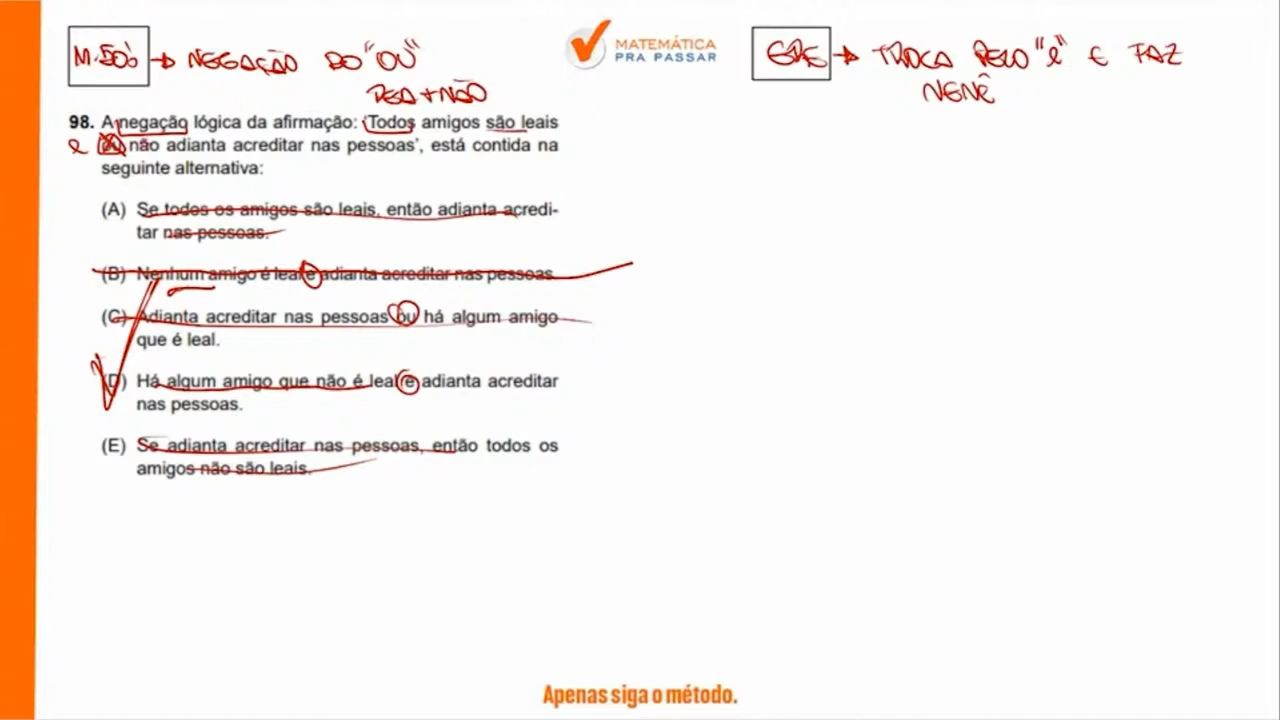 M.500 → NEGAÇÃO DO "OU"
PEA + NÃO
MATEMÁTICA
PRA PASSAR
→ TROCA PELO "e" E FAZ
NENÊ
98. A negação lógica da afirmação: 'Todos amigos são leais
e ou não adianta acreditar nas pessoas', está contida na
seguinte alternativa:
(A) Se todos os amigos são leais, então adianta acredi-
tar nas pessoas.
(B) Nenhum amigo é leal e adianta acreditar nas pessoas.
(C) Adianta acreditar nas pessoas ou há algum amigo
que é leal.
(D) Há algum amigo que não é leal e adianta acreditar
nas pessoas.
(E) Se adianta acreditar nas pessoas, então todos os
amigos não são leais.
Apenas siga o método.